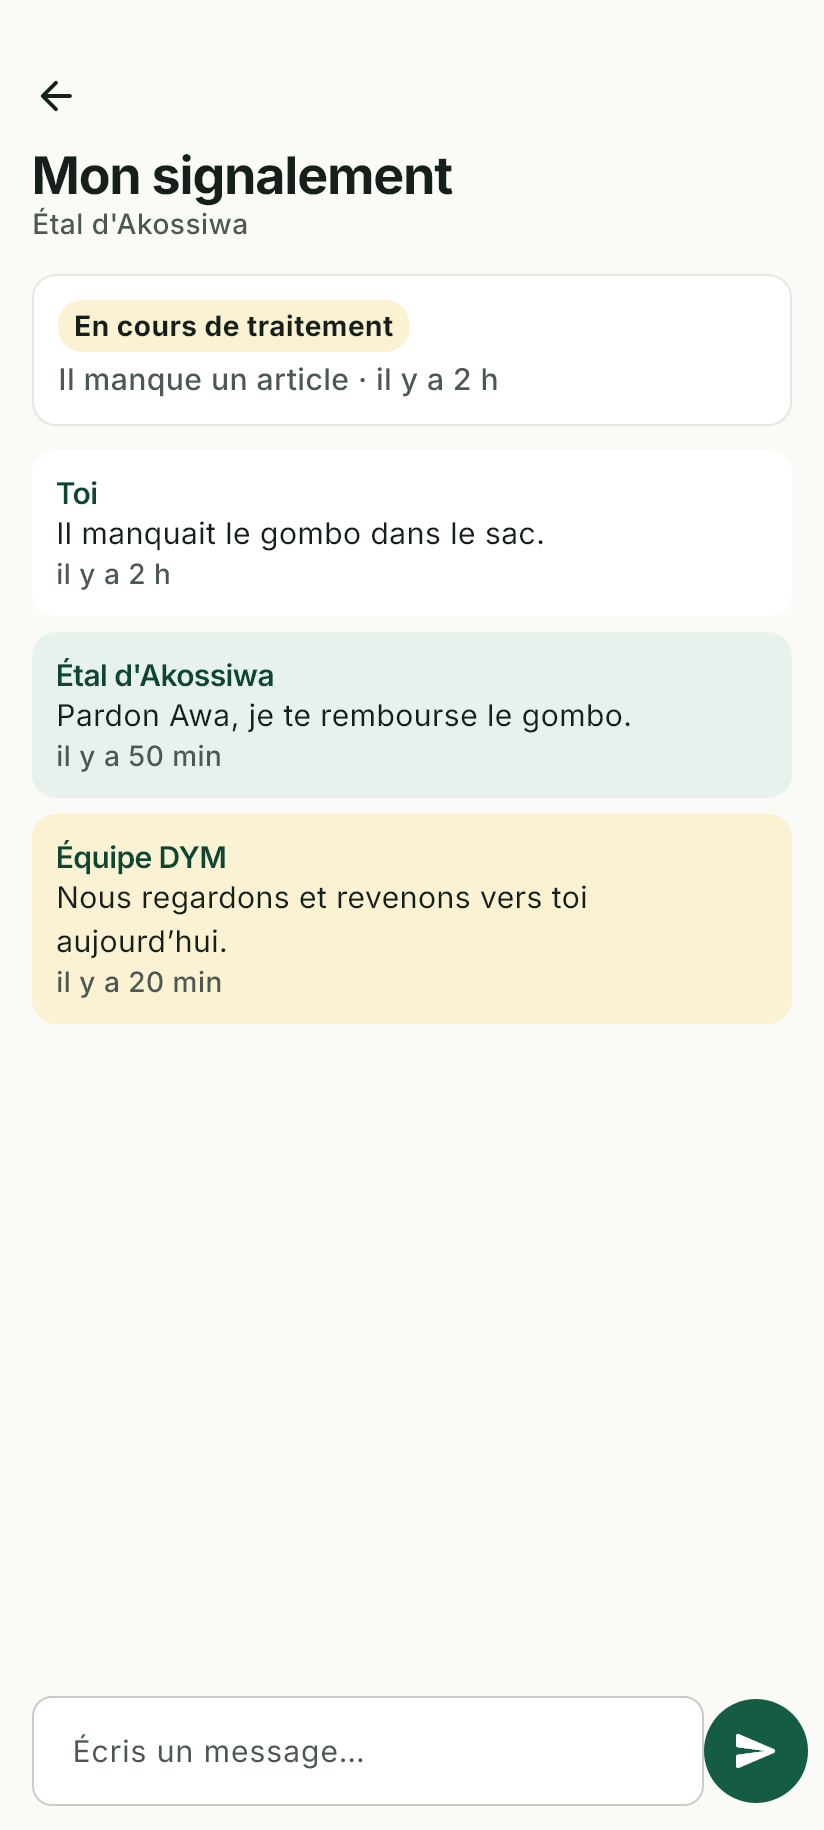 Mon signalement
Étal d'Akossiwa
En cours de traitement
Il manque un article · il y a 2 h
Toi
Il manquait le gombo dans le sac.
il y a 2 h
Étal d'Akossiwa
Pardon Awa, je te rembourse le gombo.
il y a 50 min
Équipe DYM
Nous regardons et revenons vers toi
aujourd’hui.
il y a 20 min
Écris un message...